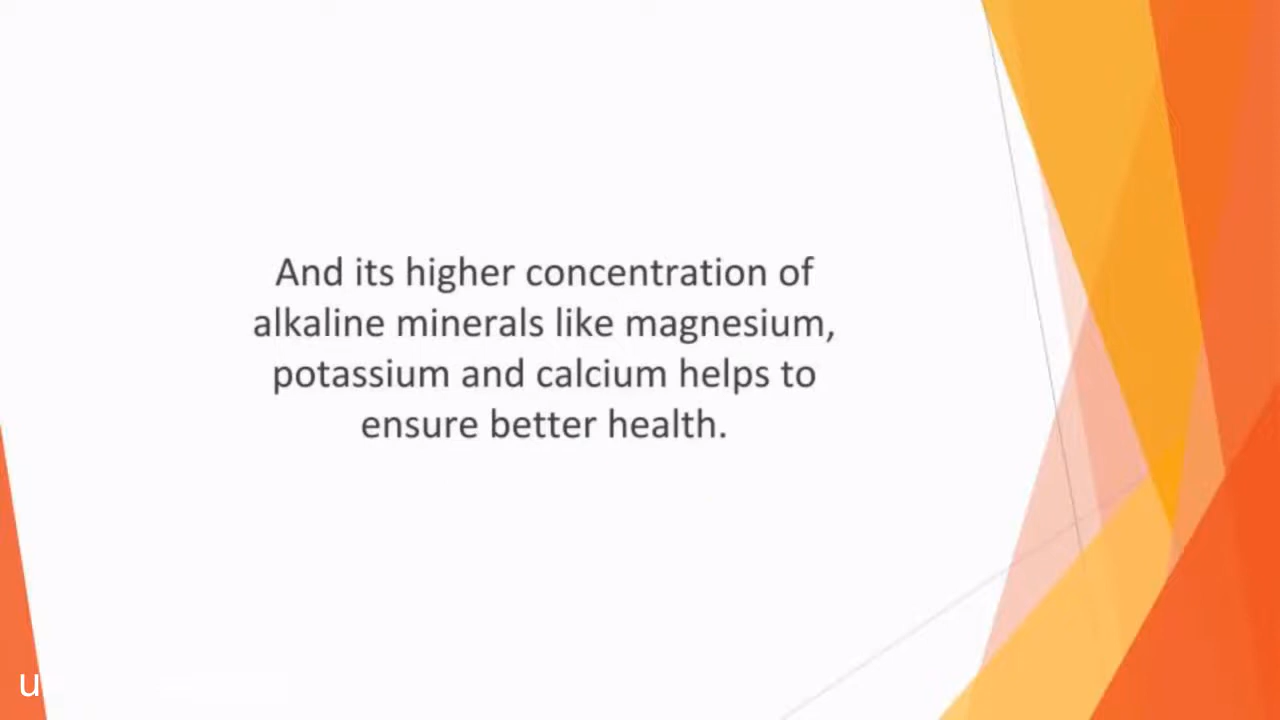 And its higher concentration of
alkaline minerals like magnesium,
potassium and calcium helps to
ensure better health.